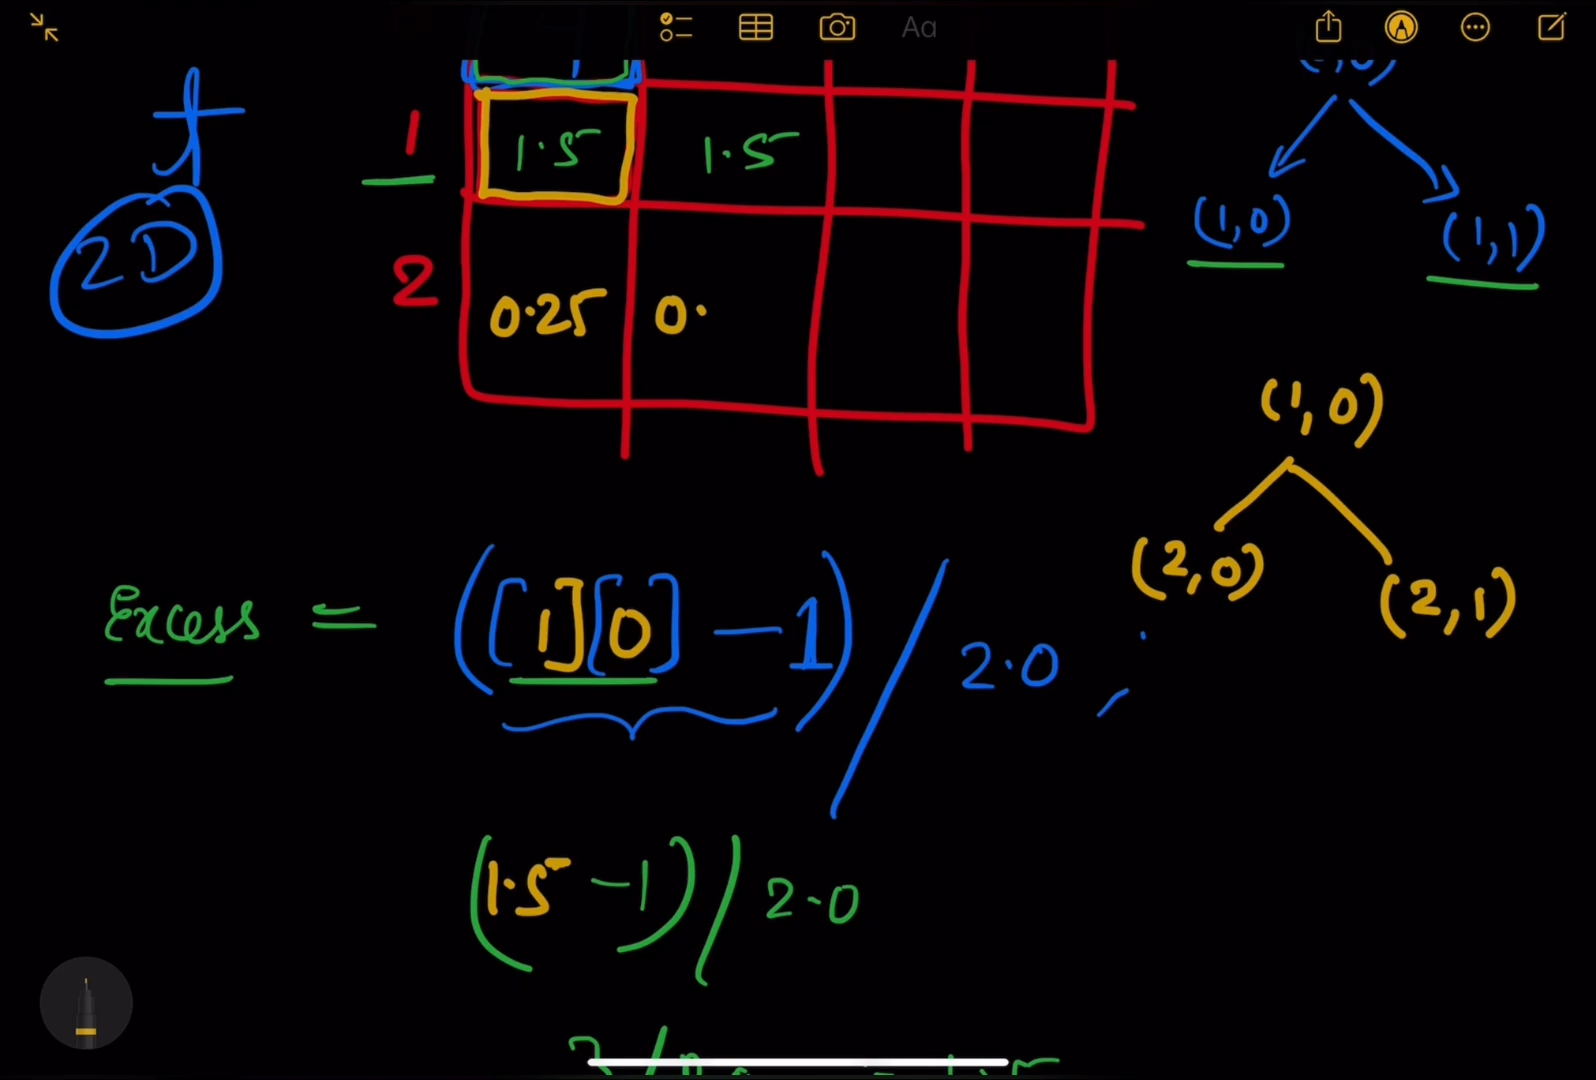 Aa
t
2D
1
1.5
1.5
2
0.25
0.
(1,0)
(1,1)
(1,0)
(2,0)
(2,1)
Excess = ([1][0] - 1) / 2.0 ;
(1.5 - 1) / 2.0